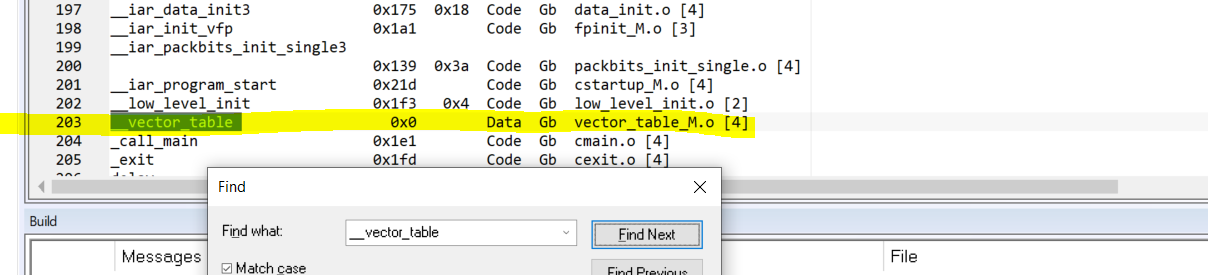 197 __iar_data_init3 0x175 0x18 Code Gb data_init.o [4]
198 __iar_init_vfp 0x1a1 Code Gb fpinit_M.o [3]
199 __iar_packbits_init_single3
200 0x139 0x3a Code Gb packbits_init_single.o [4]
201 __iar_program_start 0x21d Code Gb cstartup_M.o [4]
202 __low_level_init 0x1f3 0x4 Code Gb low_level_init.o [2]
203 __vector_table 0x0 Data Gb vector_table_M.o [4]
204 _call_main 0x1e1 Code Gb cmain.o [4]
205 _exit 0x1fd Code Gb cexit.o [4]
206 delay
Find
Find what: __vector_table Find Next
Match case Find Previous
Build
Messages File